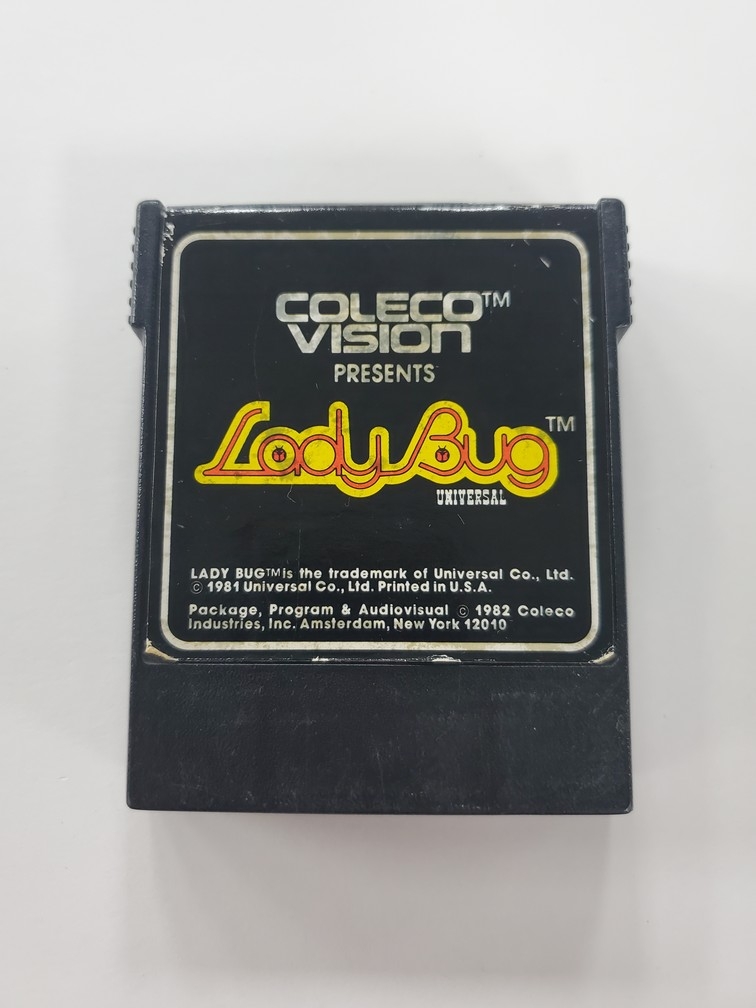 COLECO™
VISION
PRESENTS
Lady Bug™
UNIVERSAL
LADY BUG™ is the trademark of Universal Co., Ltd.
© 1981 Universal Co., Ltd. Printed in U.S.A.
Package, Program & Audiovisual © 1982 Coleco
Industries, Inc. Amsterdam, New York 12010